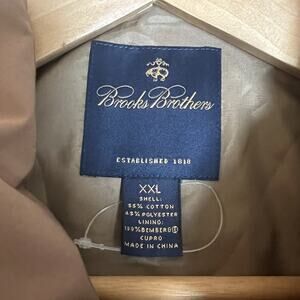 Brooks Brothers
ESTABLISHED 1818
XXL
SHELL:
55% COTTON
45% POLYESTER
LINING:
100% BEMBERG®
CUPRO
MADE IN CHINA